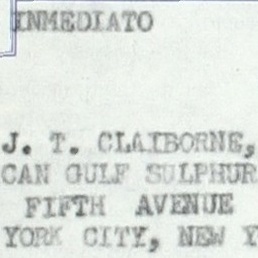 INMEDIATO
J. T. CLAIBORNE,
CAN GULF SULPHUR
FIFTH AVENUE
YORK CITY, NEW Y